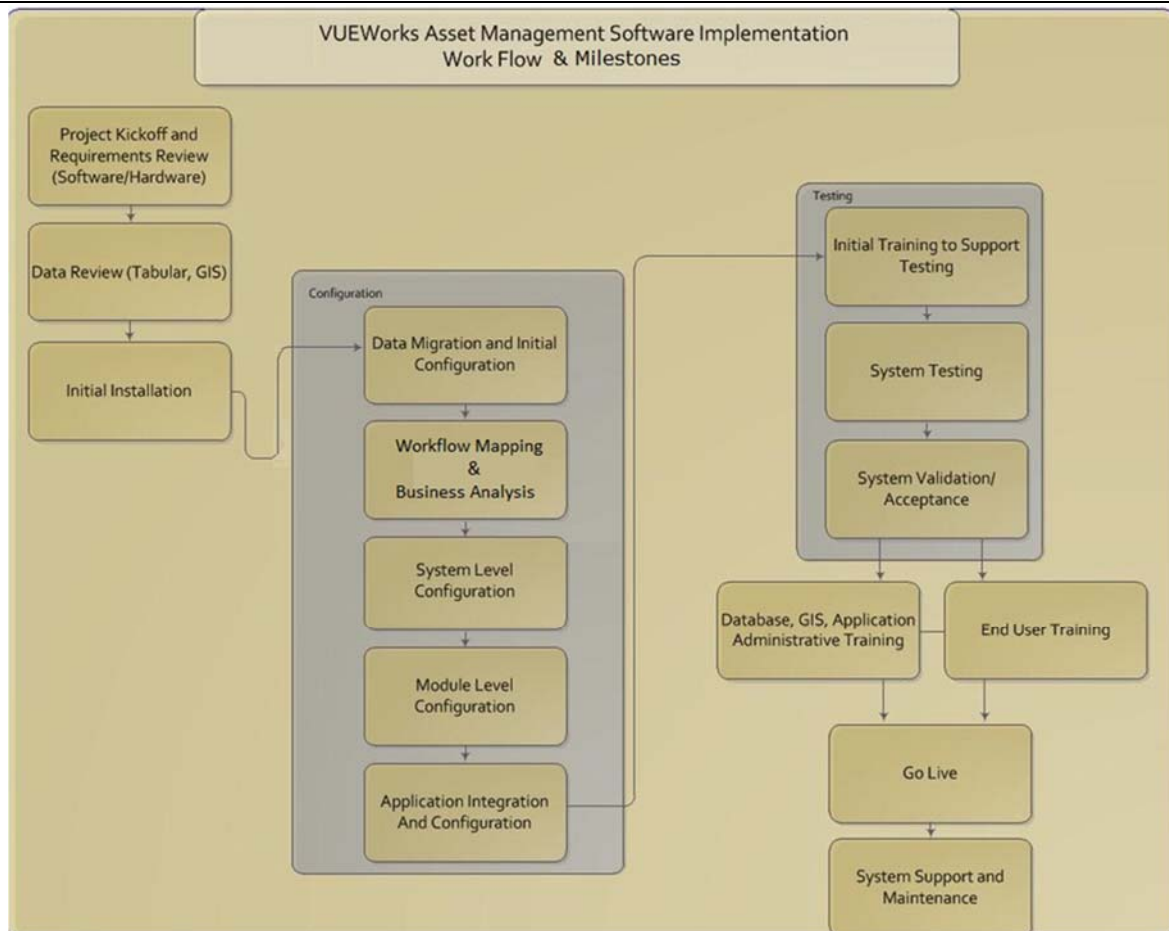 VUEWorks Asset Management Software Implementation
Work Flow & Milestones
Project Kickoff and
Requirements Review
(Software/Hardware)
Data Review (Tabular, GIS)
Initial Installation
Configuration
Data Migration and Initial
Configuration
Workflow Mapping
&
Business Analysis
System Level
Configuration
Module Level
Configuration
Application Integration
And Configuration
Testing
Initial Training to Support
Testing
System Testing
System Validation/
Acceptance
Database, GIS, Application
Administrative Training
End User Training
Go Live
System Support and
Maintenance